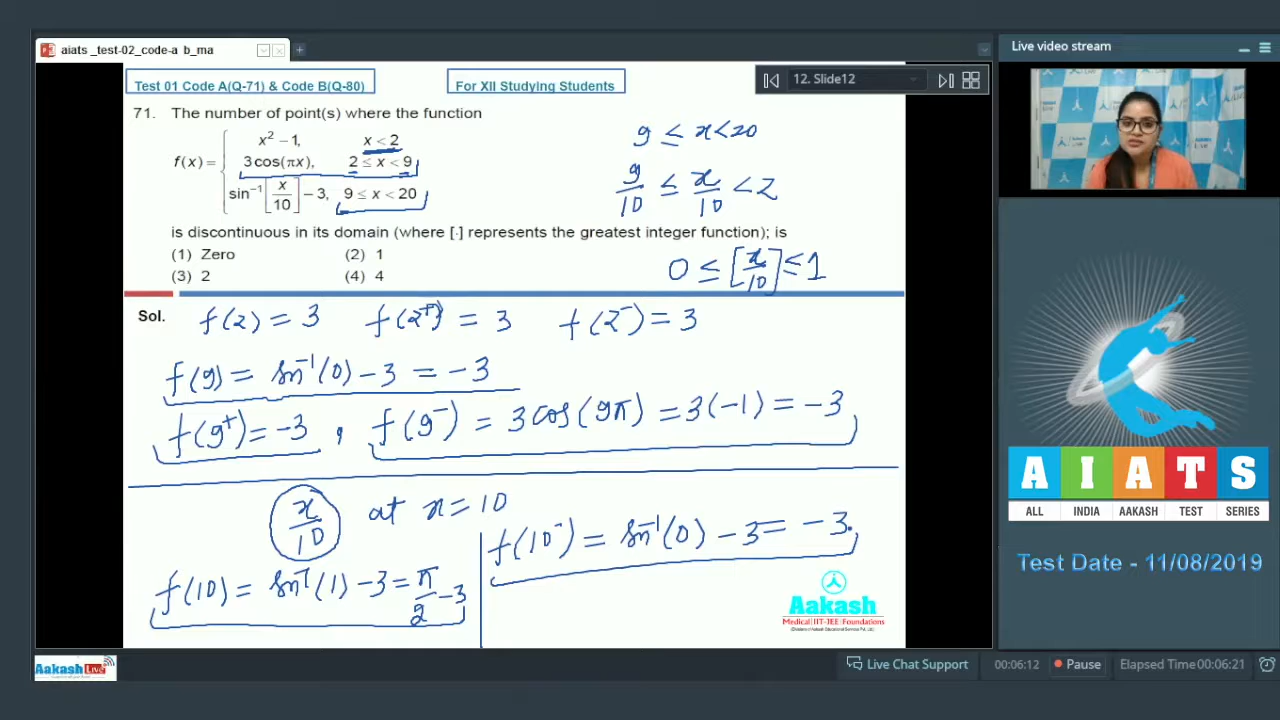 aiats _test-02_code-a b_ma
Live video stream
12. Slide12
Test 01 Code A(Q-71) & Code B(Q-80)
For XII Studying Students
71. The number of point(s) where the function
f(x) = { x² – 1, x < 2
3cos(πx), 2 ≤ x < 9
sin⁻¹[x/10] – 3, 9 ≤ x < 20
9 ≤ x < 20
9/10 ≤ x/10 < 2
is discontinuous in its domain (where [.] represents the greatest integer function); is
(1) Zero (2) 1
(3) 2 (4) 4
0 ≤ [x/10] ≤ 1
Sol. f(2) = 3 f(2⁺) = 3 f(2⁻) = 3
f(9) = sin⁻¹(0) – 3 = –3
f(9⁺) = –3 , f(9⁻) = 3cos(9π) = 3(–1) = –3
x/10 at x = 10
f(10) = sin⁻¹(1) – 3 = π/2 – 3
f(10⁻) = sin⁻¹(0) – 3 = –3.
Aakash
Medical|IIT-JEE|Foundations
A I A T S
ALL INDIA AAKASH TEST SERIES
Test Date - 11/08/2019
Aakash Live
Live Chat Support
00:06:12
Pause
Elapsed Time 00:06:21